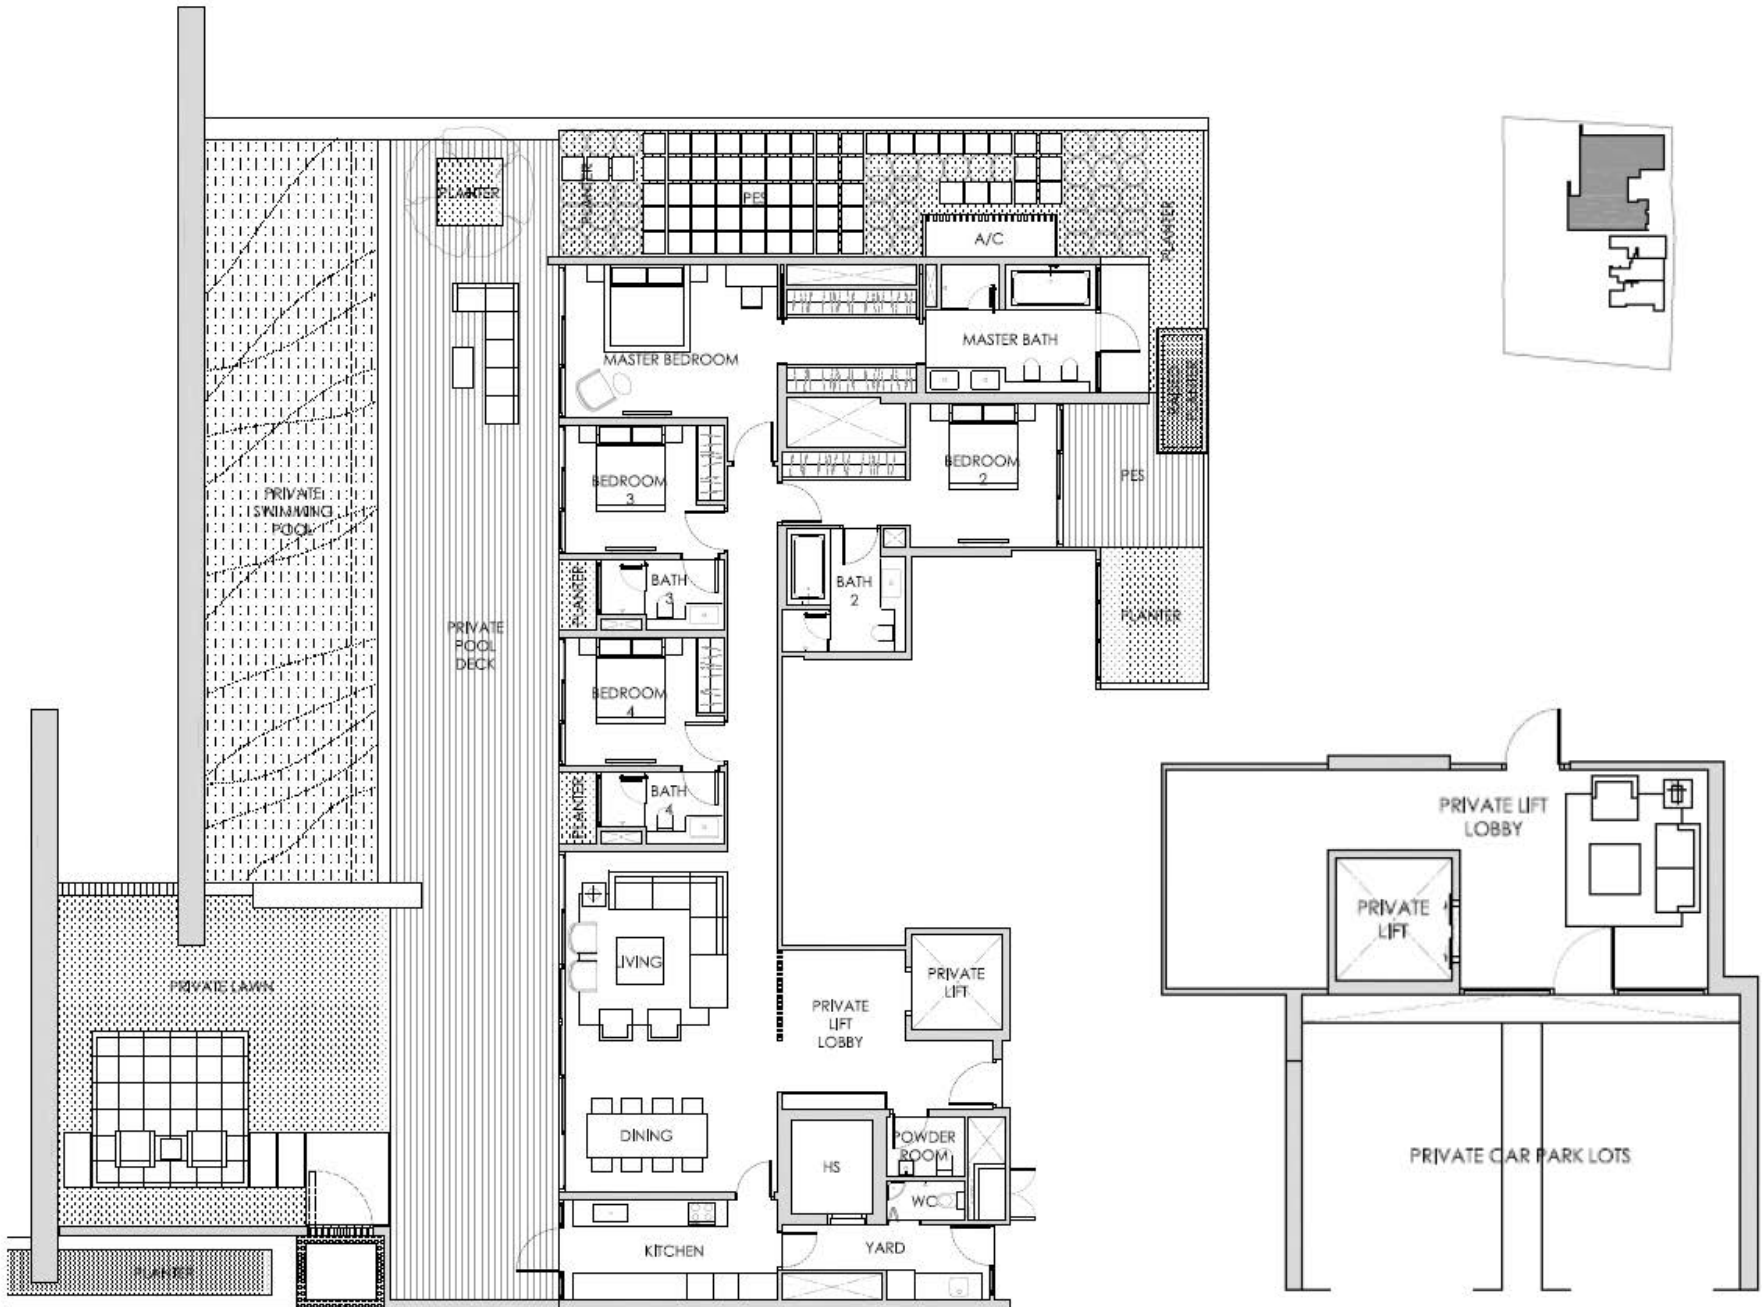 PLANTER
PLANTER
PES
PLANTER
A/C
MASTER BEDROOM
MASTER BATH
RAISED
PLANTER
BEDROOM
3
BEDROOM
2
PES
PRIVATE
SWIMMING
POOL
PLANTER
BATH
3
BATH
2
PLANTER
PRIVATE
POOL
DECK
BEDROOM
4
PLANTER
BATH
4
PRIVATE LIFT
LOBBY
PRIVATE
LIFT
LIVING
PRIVATE
LIFT
PRIVATE
LIFT
LOBBY
PRIVATE LAWN
DINING
HS
POWDER
ROOM
WC
PRIVATE CAR PARK LOTS
KITCHEN
YARD
PLANTER